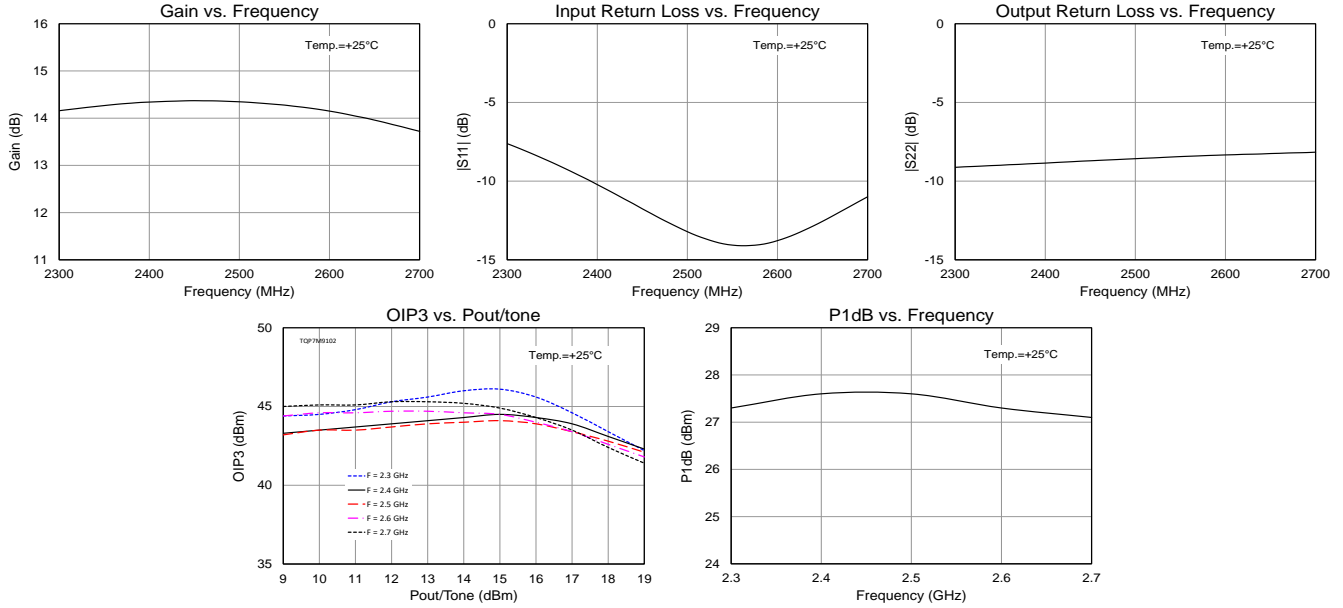 Gain vs. Frequency
16
15
14
13
12
11
Gain (dB)
Temp.=+25°C
2300 2400 2500 2600 2700
Frequency (MHz)
Input Return Loss vs. Frequency
0
-5
-10
-15
|S11| (dB)
Temp.=+25°C
2300 2400 2500 2600 2700
Frequency (MHz)
Output Return Loss vs. Frequency
0
-5
-10
-15
|S22| (dB)
Temp.=+25°C
2300 2400 2500 2600 2700
Frequency (MHz)
OIP3 vs. Pout/tone
50
45
40
35
OIP3 (dBm)
TQP7M9102
Temp.=+25°C
F = 2.3 GHz
F = 2.4 GHz
F = 2.5 GHz
F = 2.6 GHz
F = 2.7 GHz
9 10 11 12 13 14 15 16 17 18 19
Pout/Tone (dBm)
P1dB vs. Frequency
29
28
27
26
25
24
P1dB (dBm)
Temp.=+25°C
2.3 2.4 2.5 2.6 2.7
Frequency (GHz)